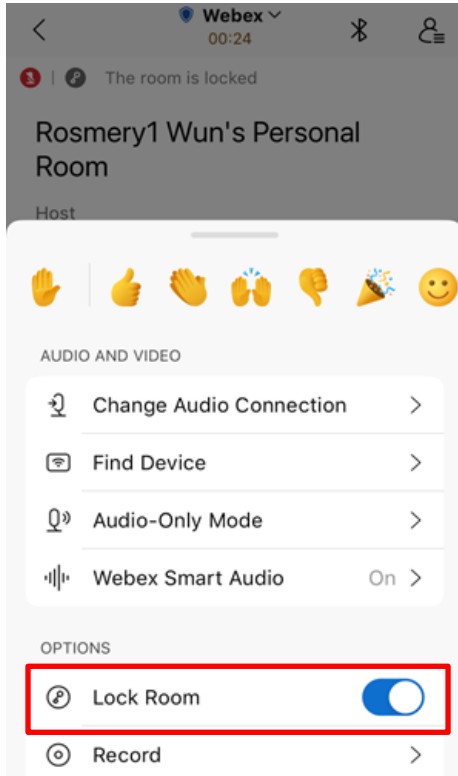 Webex
00:24
The room is locked
Rosmery1 Wun's Personal
Room
Host
AUDIO AND VIDEO
Change Audio Connection
Find Device
Audio-Only Mode
Webex Smart Audio On
OPTIONS
Lock Room
Record